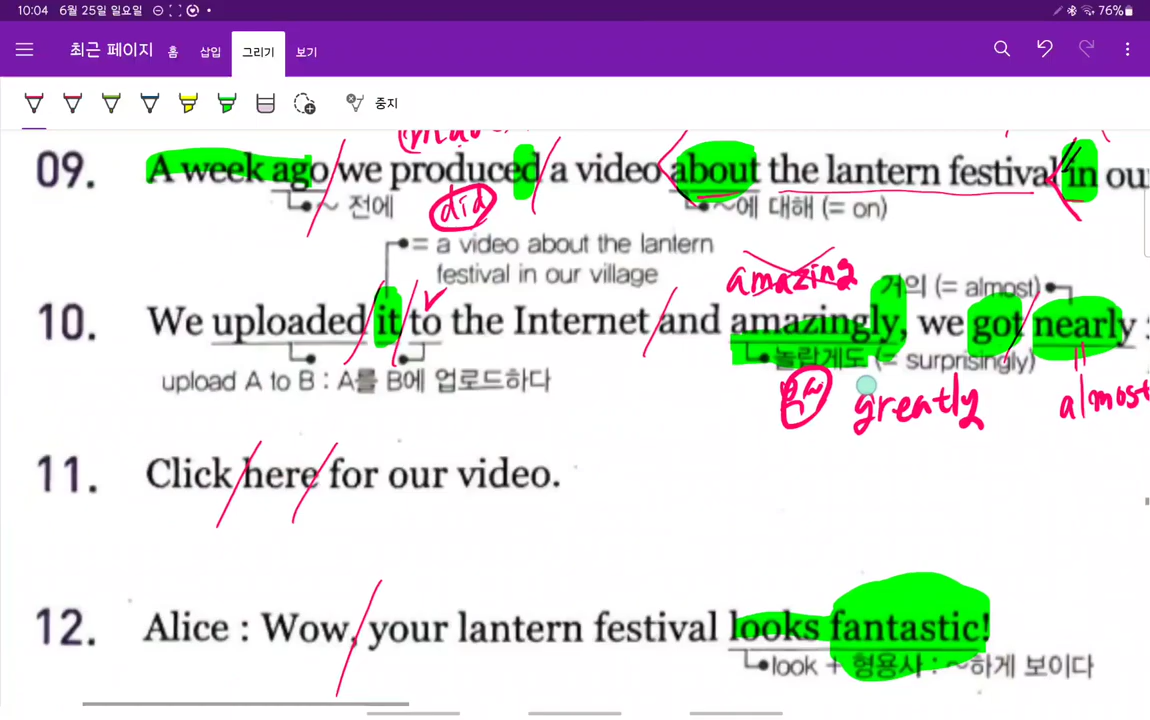 10:04 6월 25일 일요일 76%
최근 페이지 홈 삽입 그리기 보기
중지
09. A week ago we produced a video about the lantern festival in our
~ 전에 did ~에 대해 (= on)
= a video about the lantern
festival in our village
amazing 거의 (= almost)
10. We uploaded it to the Internet and amazingly, we got nearly
놀랍게도 (= surprisingly)
upload A to B : A를 B에 업로드하다
greatly almost
11. Click here for our video.
12. Alice : Wow, your lantern festival looks fantastic!
look + 형용사 : ~하게 보이다